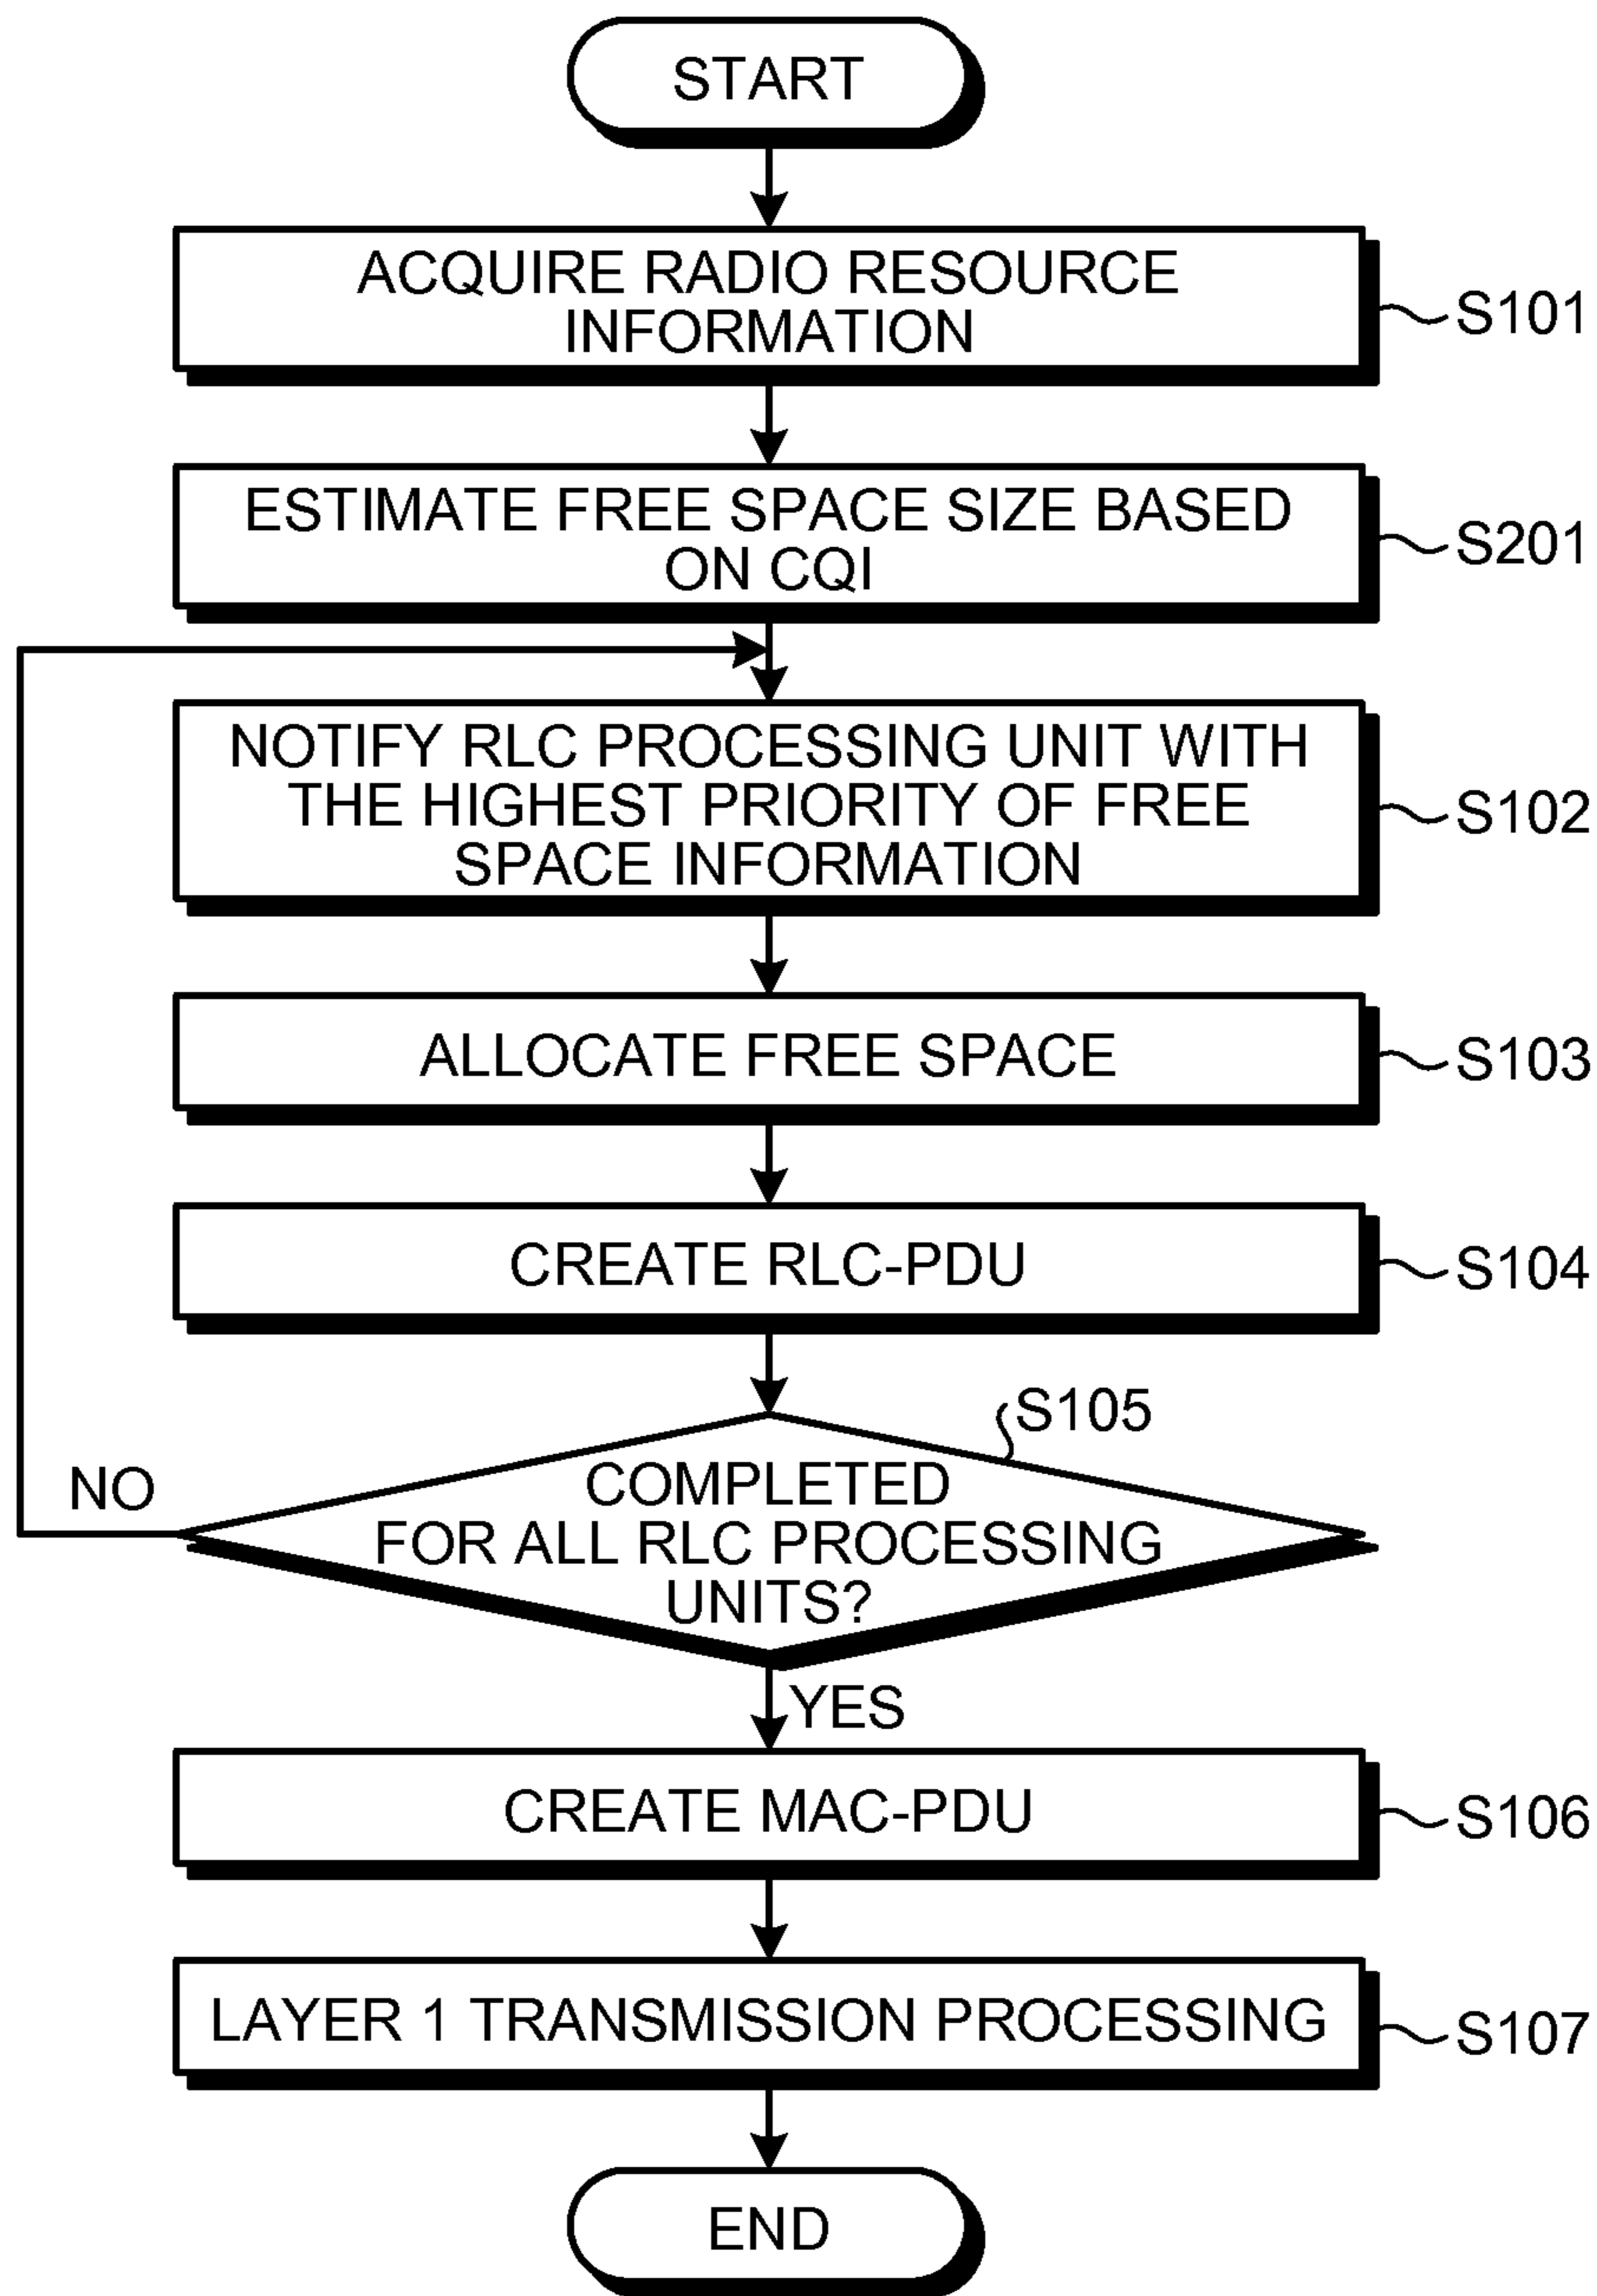 START
ACQUIRE RADIO RESOURCE
INFORMATION
S101
ESTIMATE FREE SPACE SIZE BASED
ON CQI
S201
NOTIFY RLC PROCESSING UNIT WITH
THE HIGHEST PRIORITY OF FREE
SPACE INFORMATION
S102
ALLOCATE FREE SPACE
S103
CREATE RLC-PDU
S104
S105
COMPLETED
FOR ALL RLC PROCESSING
UNITS?
NO
YES
CREATE MAC-PDU
S106
LAYER 1 TRANSMISSION PROCESSING
S107
END